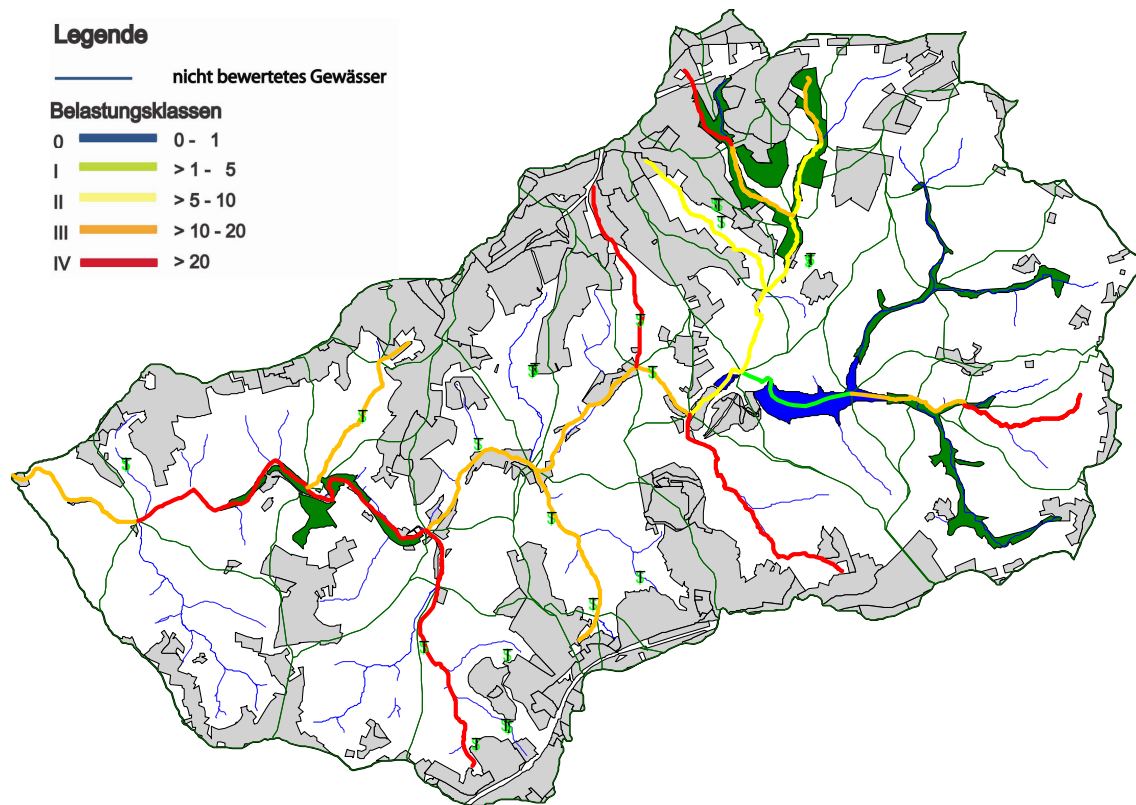 Legende
nicht bewertetes Gewässer
Belastungsklassen
0 0 - 1
I > 1 - 5
II > 5 - 10
III > 10 - 20
IV > 20